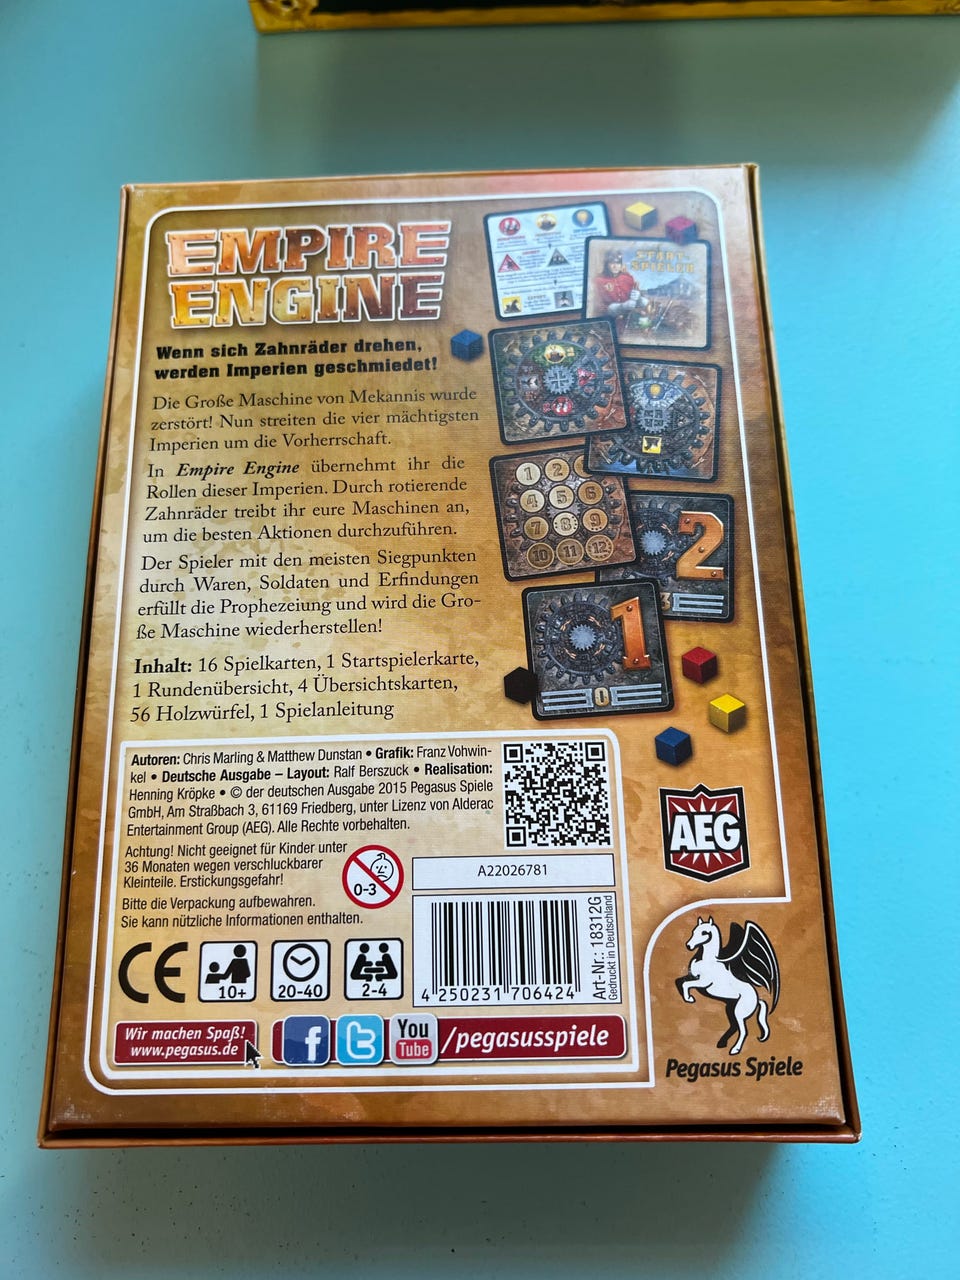 EMPIRE
ENGINE
Wenn sich Zahnräder drehen,
werden Imperien geschmiedet!
Die Große Maschine von Mekannis wurde
zerstört! Nun streiten die vier mächtigsten
Imperien um die Vorherrschaft.
In Empire Engine übernehmt ihr die
Rollen dieser Imperien. Durch rotierende
Zahnräder treibt ihr eure Maschinen an,
um die besten Aktionen durchzuführen.
Der Spieler mit den meisten Siegpunkten
durch Waren, Soldaten und Erfindungen
erfüllt die Prophezeiung und wird die Gro-
ße Maschine wiederherstellen!
Inhalt: 16 Spielkarten, 1 Startspielerkarte,
1 Rundenübersicht, 4 Übersichtskarten,
56 Holzwürfel, 1 Spielanleitung
START-
SPIELER
1 2
4 5 6
7 8 9
10 11 12
2
3
1
0
Autoren: Chris Marling & Matthew Dunstan • Grafik: Franz Vohwin-
kel • Deutsche Ausgabe – Layout: Ralf Berszuck • Realisation:
Henning Kröpke • © der deutschen Ausgabe 2015 Pegasus Spiele
GmbH, Am Straßbach 3, 61169 Friedberg, unter Lizenz von Alderac
Entertainment Group (AEG). Alle Rechte vorbehalten.
Achtung! Nicht geeignet für Kinder unter
36 Monaten wegen verschluckbarer
Kleinteile. Erstickungsgefahr!
Bitte die Verpackung aufbewahren.
Sie kann nützliche Informationen enthalten.
0-3
CE
10+
20-40
2-4
A22026781
4 250231 706424
Art-Nr.: 18312G
Gedruckt in Deutschland
AEG
Wir machen Spaß!
www.pegasus.de
f
t
You
Tube
/pegasusspiele
Pegasus Spiele